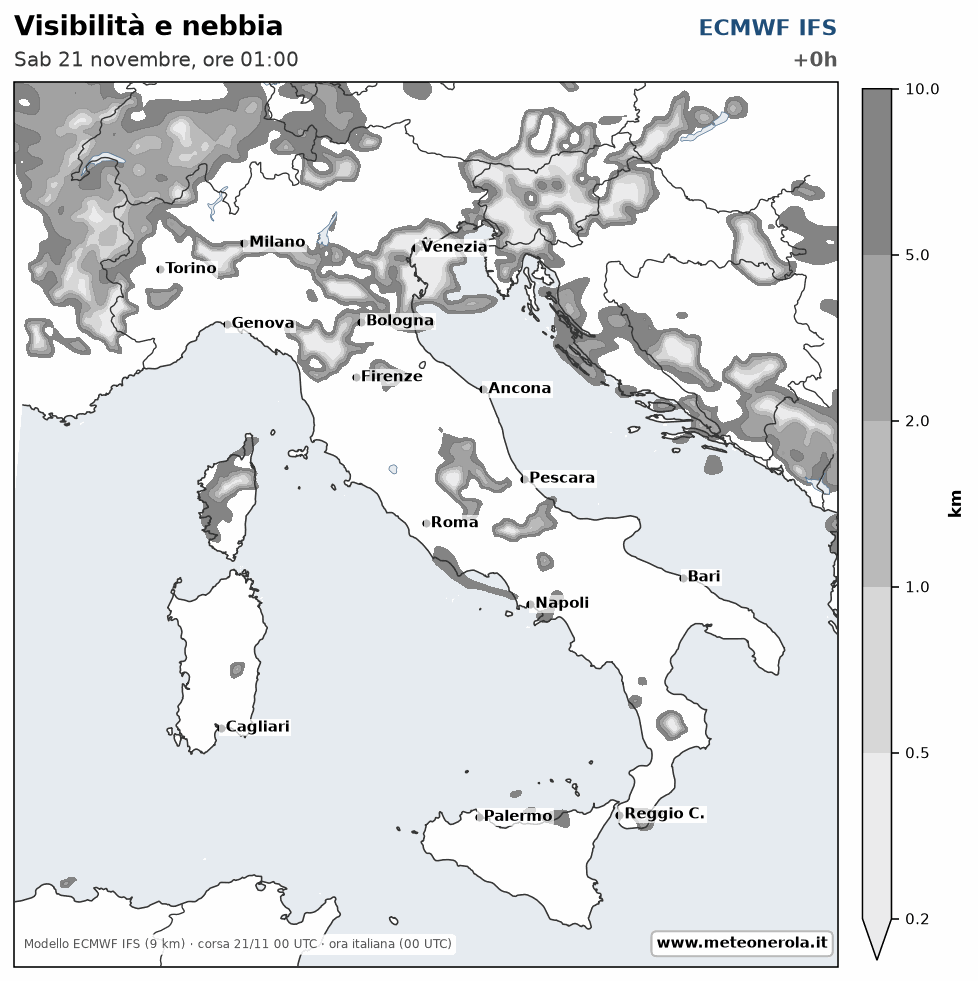 Visibilità e nebbia
ECMWF IFS
Sab 21 novembre, ore 01:00
+0h
10.0
5.0
2.0
1.0
0.5
0.2
km
Milano
Venezia
Torino
Genova
Bologna
Firenze
Ancona
Pescara
Roma
Bari
Napoli
Cagliari
Palermo
Reggio C.
Modello ECMWF IFS (9 km) · corsa 21/11 00 UTC · ora italiana (00 UTC)
www.meteonerola.it